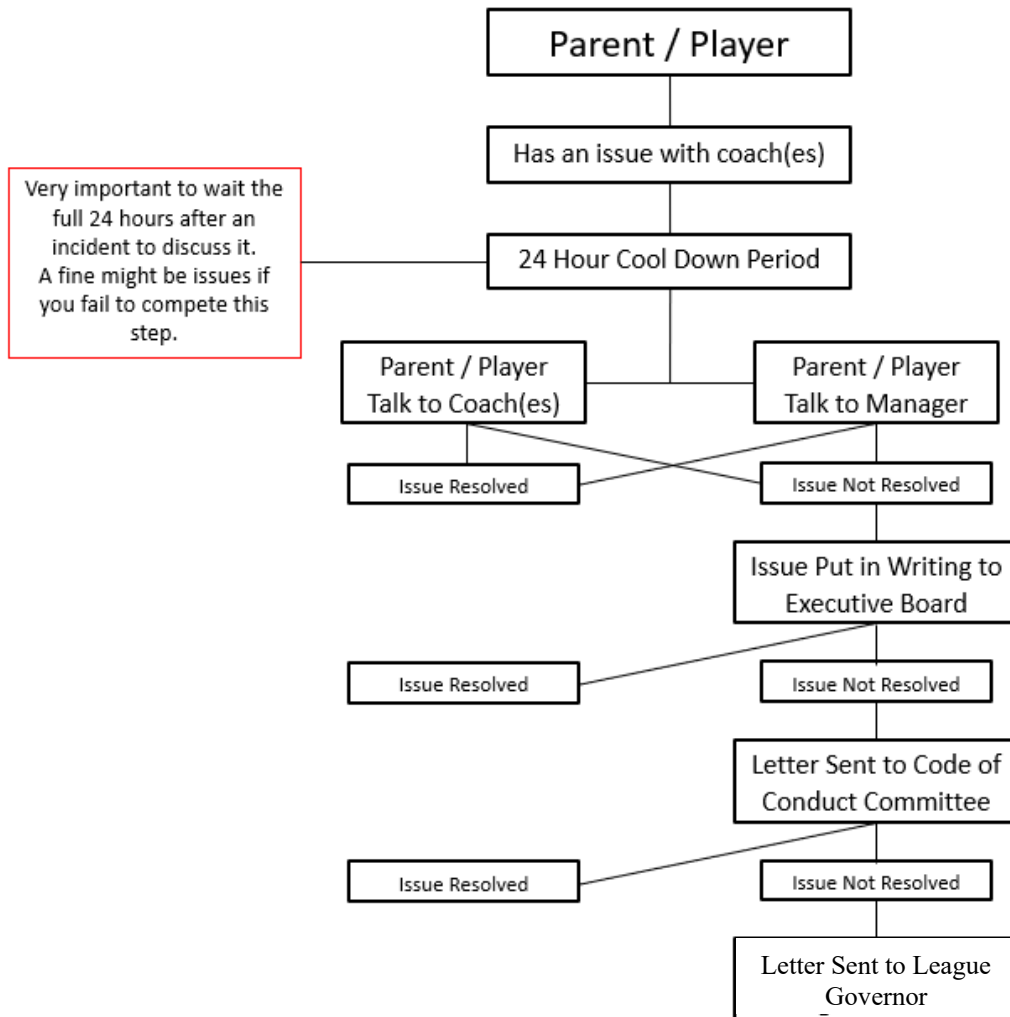 Parent / Player
Has an issue with coach(es)
Very important to wait the
full 24 hours after an
incident to discuss it.
A fine might be issues if
you fail to compete this
step.
24 Hour Cool Down Period
Parent / Player
Talk to Coach(es)
Parent / Player
Talk to Manager
Issue Resolved
Issue Not Resolved
Issue Put in Writing to
Executive Board
Issue Resolved
Issue Not Resolved
Letter Sent to Code of
Conduct Committee
Issue Resolved
Issue Not Resolved
Letter Sent to League
Governor